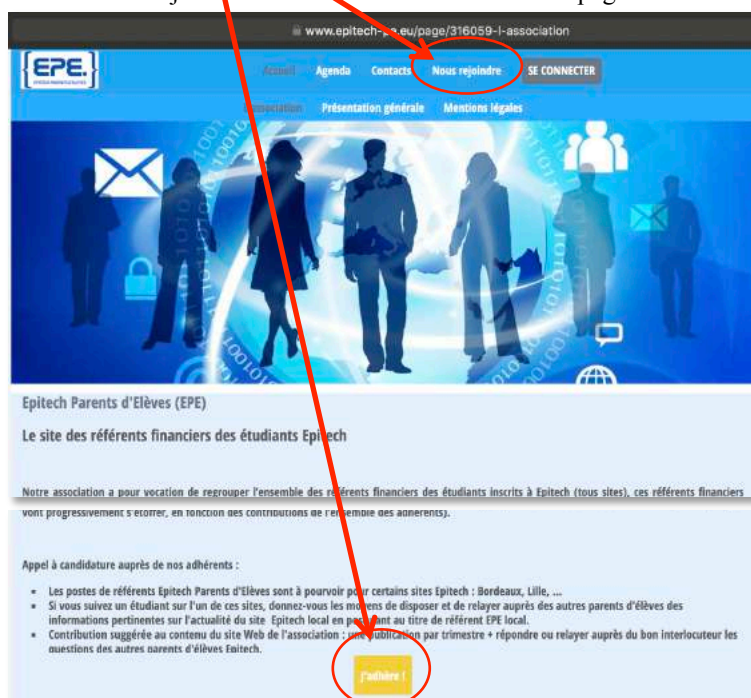 www.epitech-pe.eu/page/316059-l-association
{EPE.}
Accueil Agenda Contacts Nous rejoindre SE CONNECTER
L'association Présentation générale Mentions légales
Epitech Parents d'Elèves (EPE)
Le site des référents financiers des étudiants Epitech
Notre association a pour vocation de regrouper l'ensemble des référents financiers des étudiants inscrits à Epitech (tous sites), ces référents financiers
vont progressivement s'étoffer, en fonction des contributions de l'ensemble des adhérents).
Appel à candidature auprès de nos adhérents :
▪ Les postes de référents Epitech Parents d'Elèves sont à pourvoir pour certains sites Epitech : Bordeaux, Lille, ...
▪ Si vous suivez un étudiant sur l'un de ces sites, donnez-vous les moyens de disposer et de relayer auprès des autres parents d'élèves des
informations pertinentes sur l'actualité du site Epitech local en postulant au titre de référent EPE local.
▪ Contribution suggérée au contenu du site Web de l'association : une publication par trimestre + répondre ou relayer auprès du bon interlocuteur les
questions des autres parents d'élèves Epitech.
J'adhère !